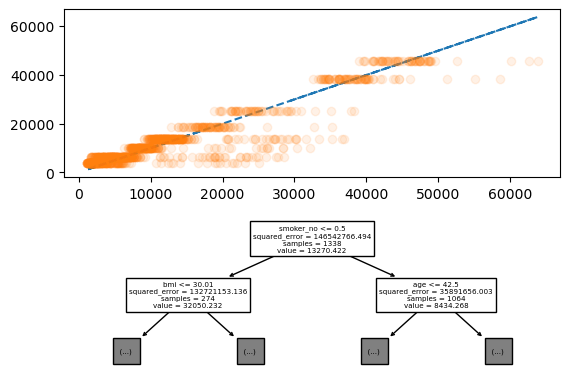 60000
40000
20000
0
0 10000 20000 30000 40000 50000 60000
smoker_no <= 0.5
squared_error = 146542766.494
samples = 1338
value = 13270.422
bmi <= 30.01
squared_error = 132721153.136
samples = 274
value = 32050.232
age <= 42.5
squared_error = 35891656.003
samples = 1064
value = 8434.268
(...) (...) (...) (...)